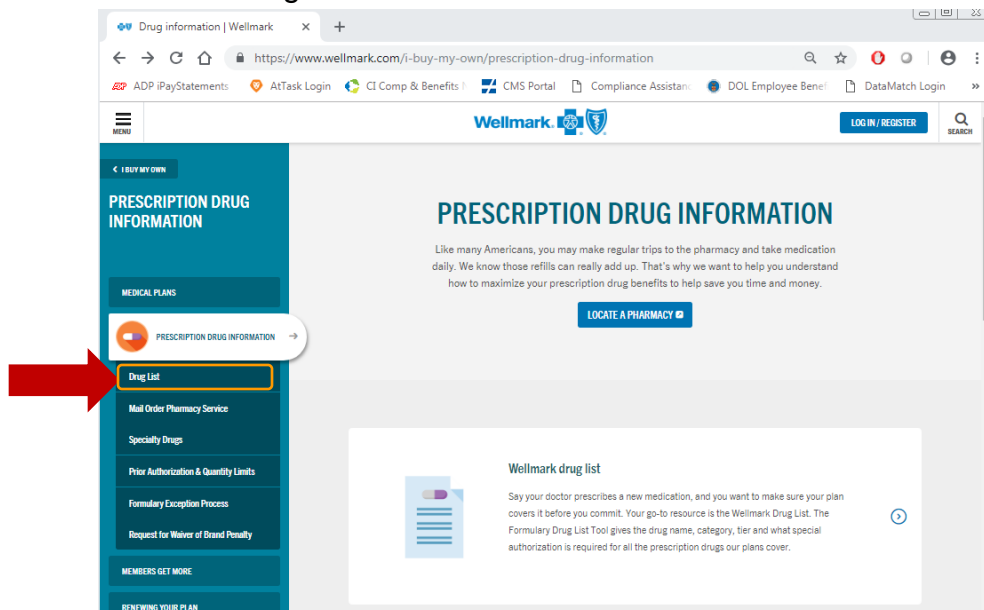 Drug information | Wellmark
https://www.wellmark.com/i-buy-my-own/prescription-drug-information
ADP iPayStatements AtTask Login CI Comp & Benefits CMS Portal Compliance Assistanc DOL Employee Benef DataMatch Login »
MENU
Wellmark.
LOG IN / REGISTER
SEARCH
I BUY MY OWN
PRESCRIPTION DRUG
INFORMATION
MEDICAL PLANS
PRESCRIPTION DRUG INFORMATION
Drug List
Mail Order Pharmacy Service
Specialty Drugs
Prior Authorization & Quantity Limits
Formulary Exception Process
Request for Waiver of Brand Penalty
MEMBERS GET MORE
RENEWING YOUR PLAN
PRESCRIPTION DRUG INFORMATION
Like many Americans, you may make regular trips to the pharmacy and take medication
daily. We know those refills can really add up. That's why we want to help you understand
how to maximize your prescription drug benefits to help save you time and money.
LOCATE A PHARMACY
Wellmark drug list
Say your doctor prescribes a new medication, and you want to make sure your plan
covers it before you commit. Your go-to resource is the Wellmark Drug List. The
Formulary Drug List Tool gives the drug name, category, tier and what special
authorization is required for all the prescription drugs our plans cover.